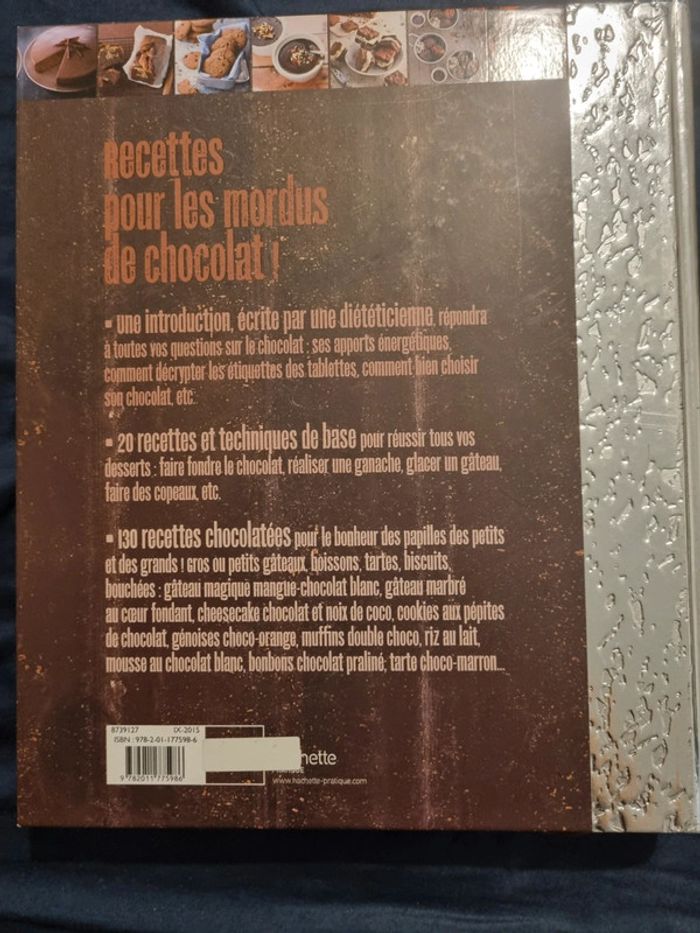 Recettes
pour les mordus
de chocolat !
▪ une introduction, écrite par une diététicienne, répondra
à toutes vos questions sur le chocolat : ses apports énergétiques,
comment décrypter les étiquettes des tablettes, comment bien choisir
son chocolat, etc.
▪ 20 recettes et techniques de base pour réussir tous vos
desserts : faire fondre le chocolat, réaliser une ganache, glacer un gâteau,
faire des copeaux, etc.
▪ 130 recettes chocolatées pour le bonheur des papilles des petits
et des grands ! Gros ou petits gâteaux, boissons, tartes, biscuits,
bouchées : gâteau magique mangue-chocolat blanc, gâteau marbré
au cœur fondant, cheesecake chocolat et noix de coco, cookies aux pépites
de chocolat, génoises choco-orange, muffins double choco, riz au lait,
mousse au chocolat blanc, bonbons chocolat praliné, tarte choco-marron...
8739127 IX-2015
ISBN : 978-2-01-177598-6
9 782011 775986
hachette
www.hachette-pratique.com